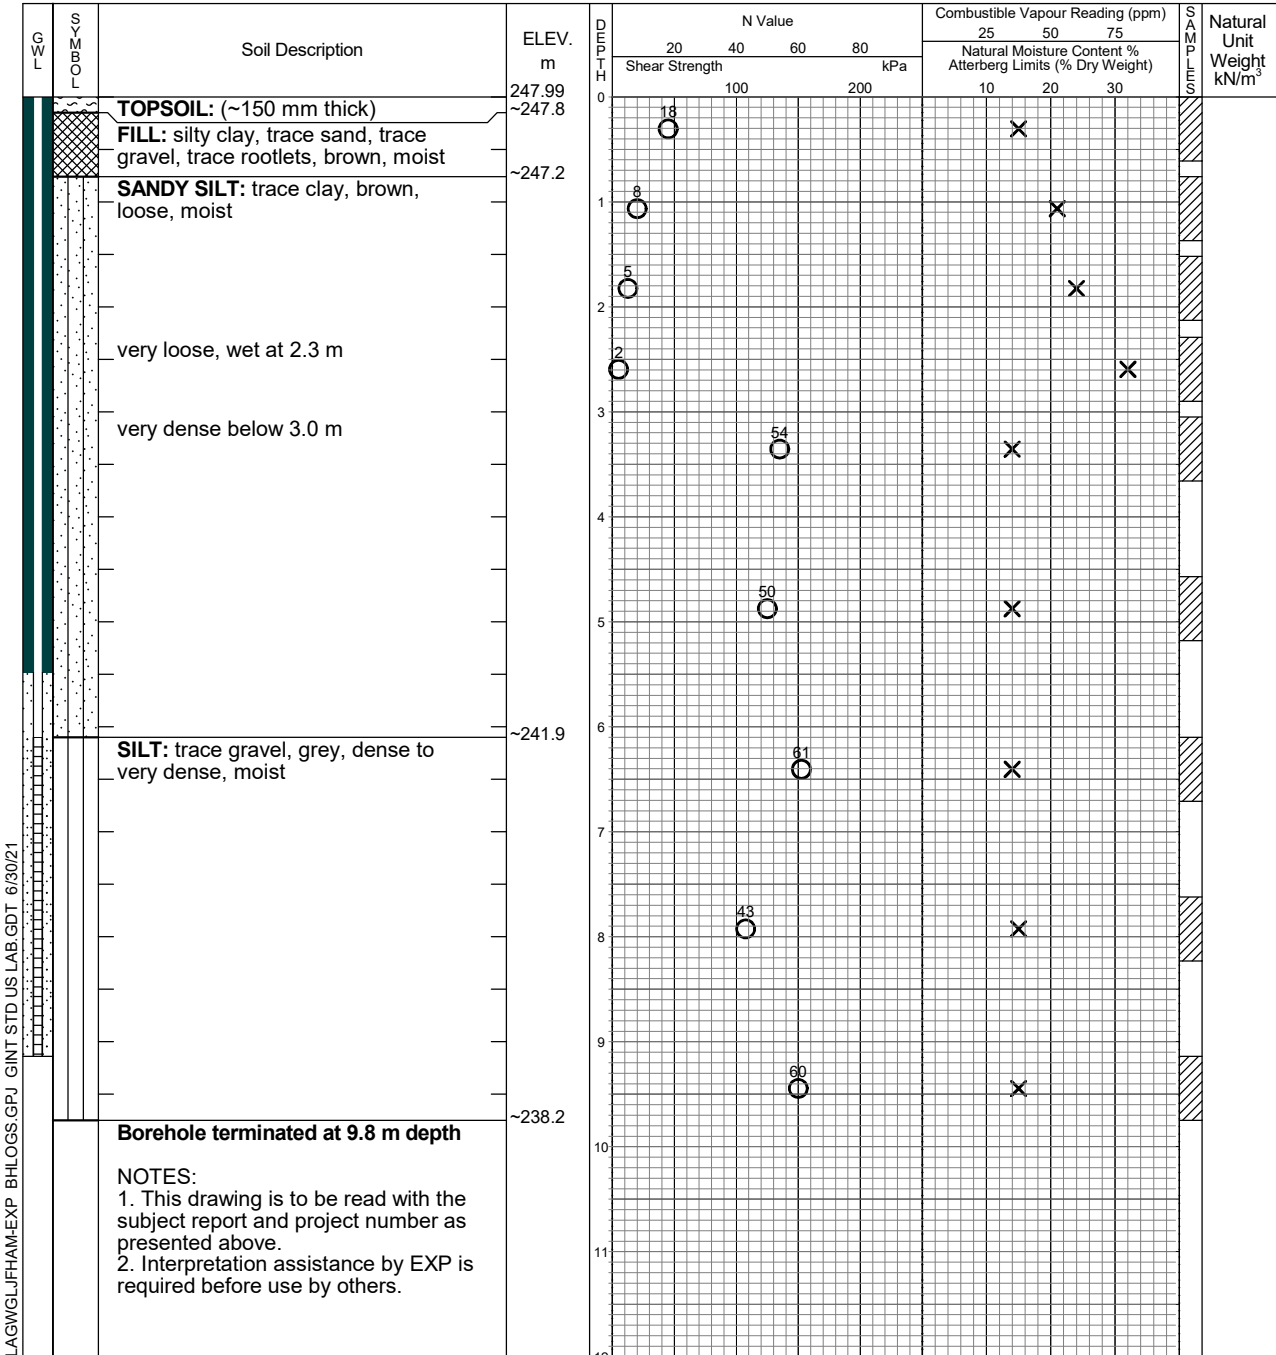 GWL
SYMBOL
Soil Description
ELEV.
m
DEPTH
N Value
20 40 60 80
Shear Strength kPa
100 200
Combustible Vapour Reading (ppm)
25 50 75
Natural Moisture Content %
Atterberg Limits (% Dry Weight)
10 20 30
SAMPLES
Natural
Unit
Weight
kN/m³
247.99
0
TOPSOIL: (~150 mm thick)
~247.8
FILL: silty clay, trace sand, trace
gravel, trace rootlets, brown, moist
18
~247.2
SANDY SILT: trace clay, brown,
loose, moist
8
1
5
2
very loose, wet at 2.3 m
2
3
very dense below 3.0 m
54
4
50
5
6
~241.9
SILT: trace gravel, grey, dense to
very dense, moist
61
7
43
8
9
60
~238.2
Borehole terminated at 9.8 m depth
10
NOTES:
1. This drawing is to be read with the
subject report and project number as
presented above.
2. Interpretation assistance by EXP is
required before use by others.
11
12
LAGWGLJFHAM-EXP BHLOGS.GPJ GINT STD US LAB.GDT 6/30/21